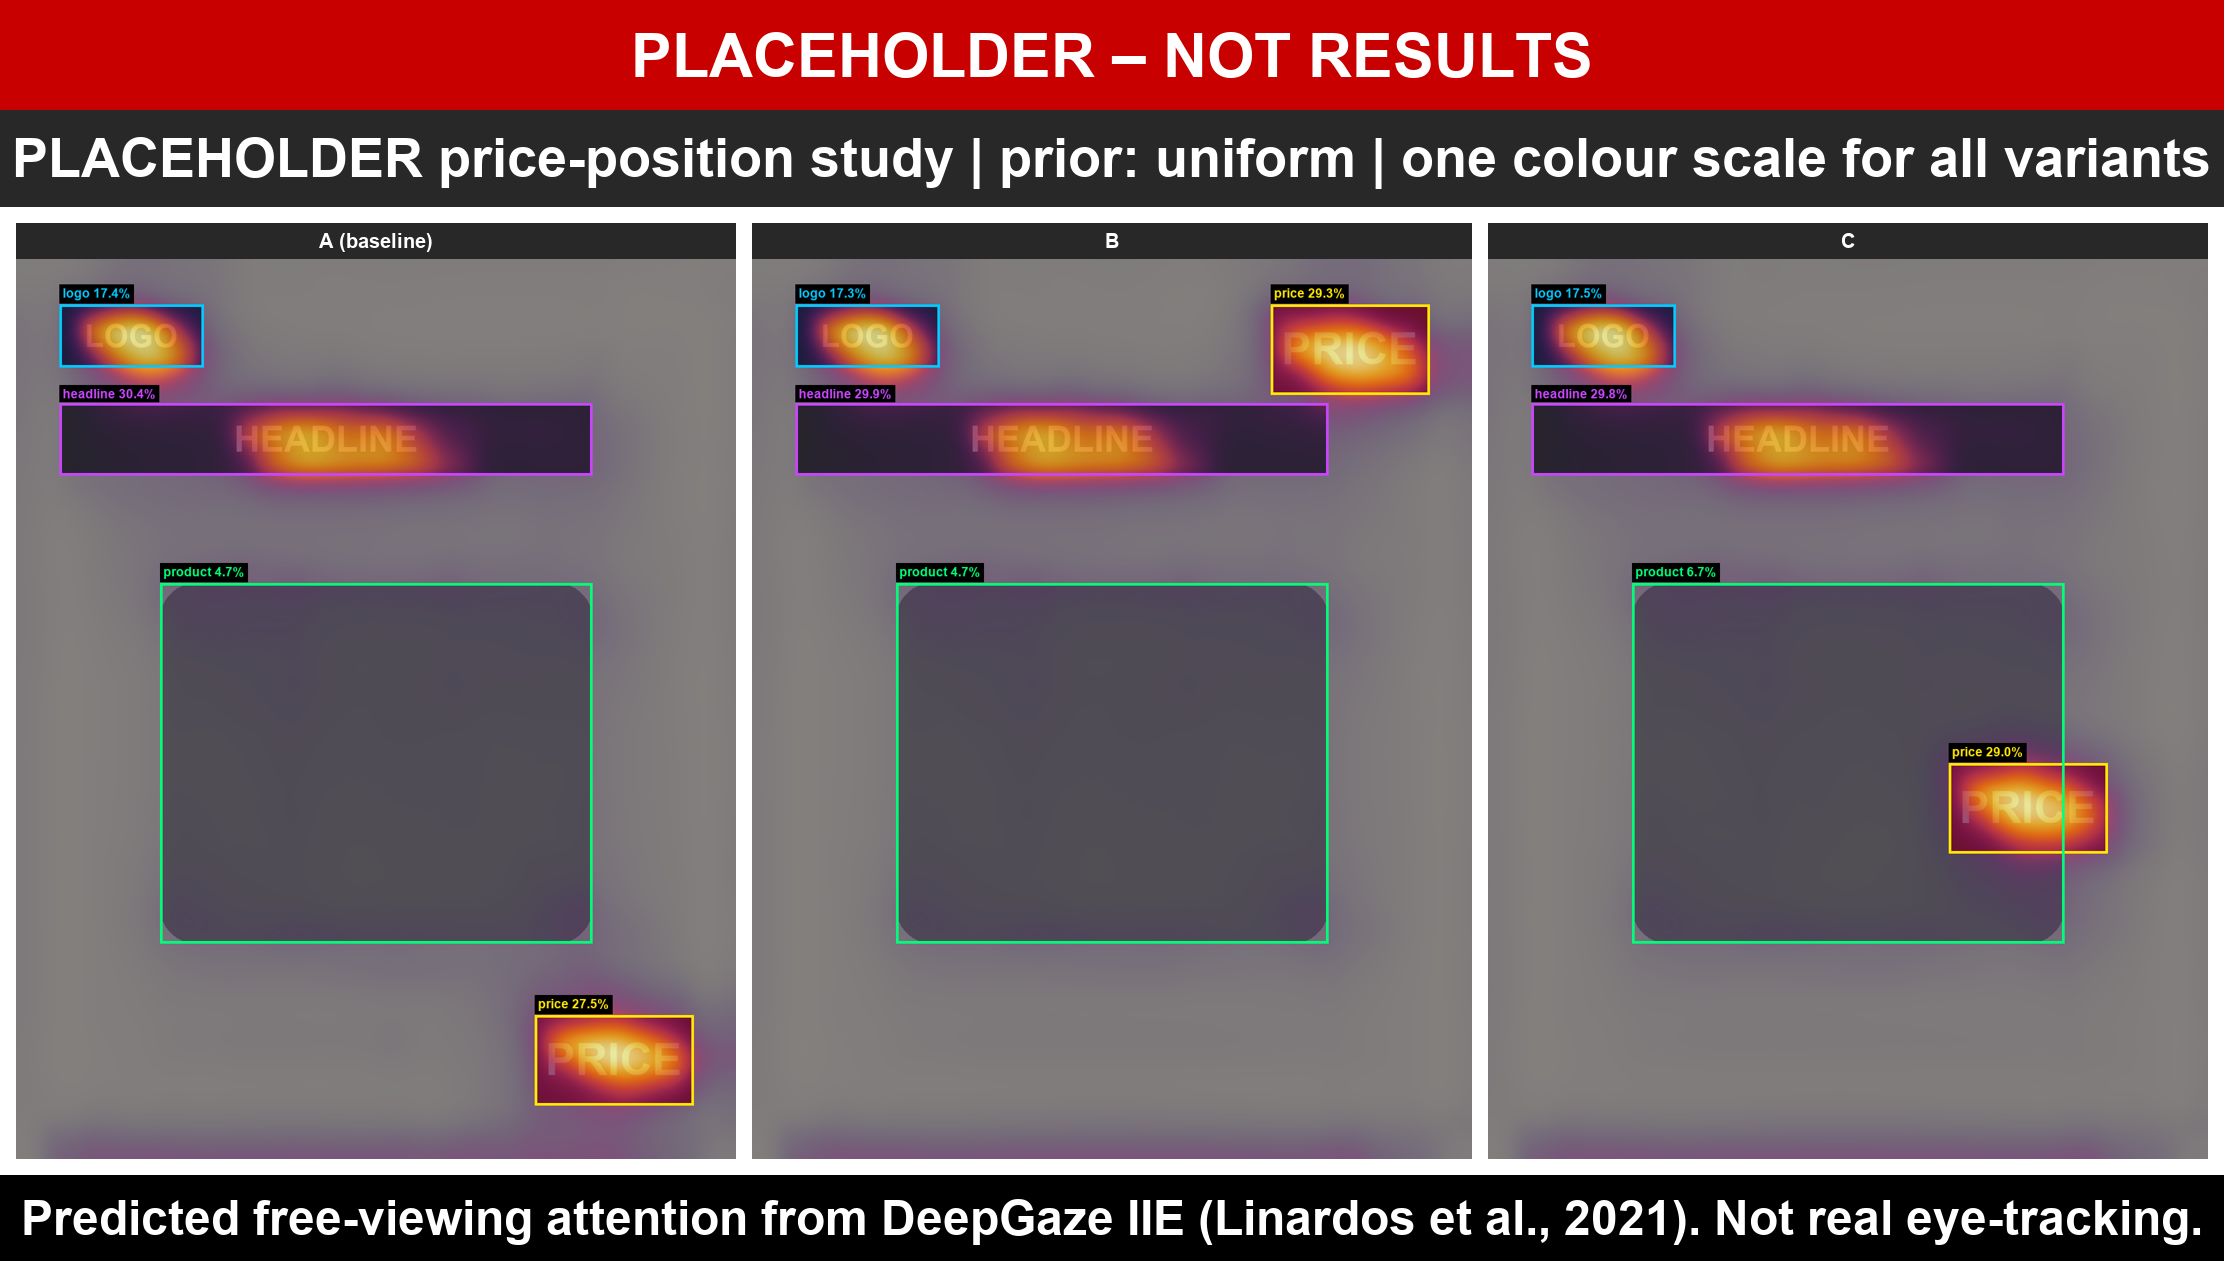 PLACEHOLDER – NOT RESULTS
PLACEHOLDER price-position study | prior: uniform | one colour scale for all variants
A (baseline)
logo 17.4%
LOGO
headline 30.4%
HEADLINE
product 4.7%
price 27.5%
PRICE
B
logo 17.3%
LOGO
price 29.3%
PRICE
headline 29.9%
HEADLINE
product 4.7%
C
logo 17.5%
LOGO
headline 29.8%
HEADLINE
product 6.7%
price 29.0%
PRICE
Predicted free-viewing attention from DeepGaze IIE (Linardos et al., 2021). Not real eye-tracking.